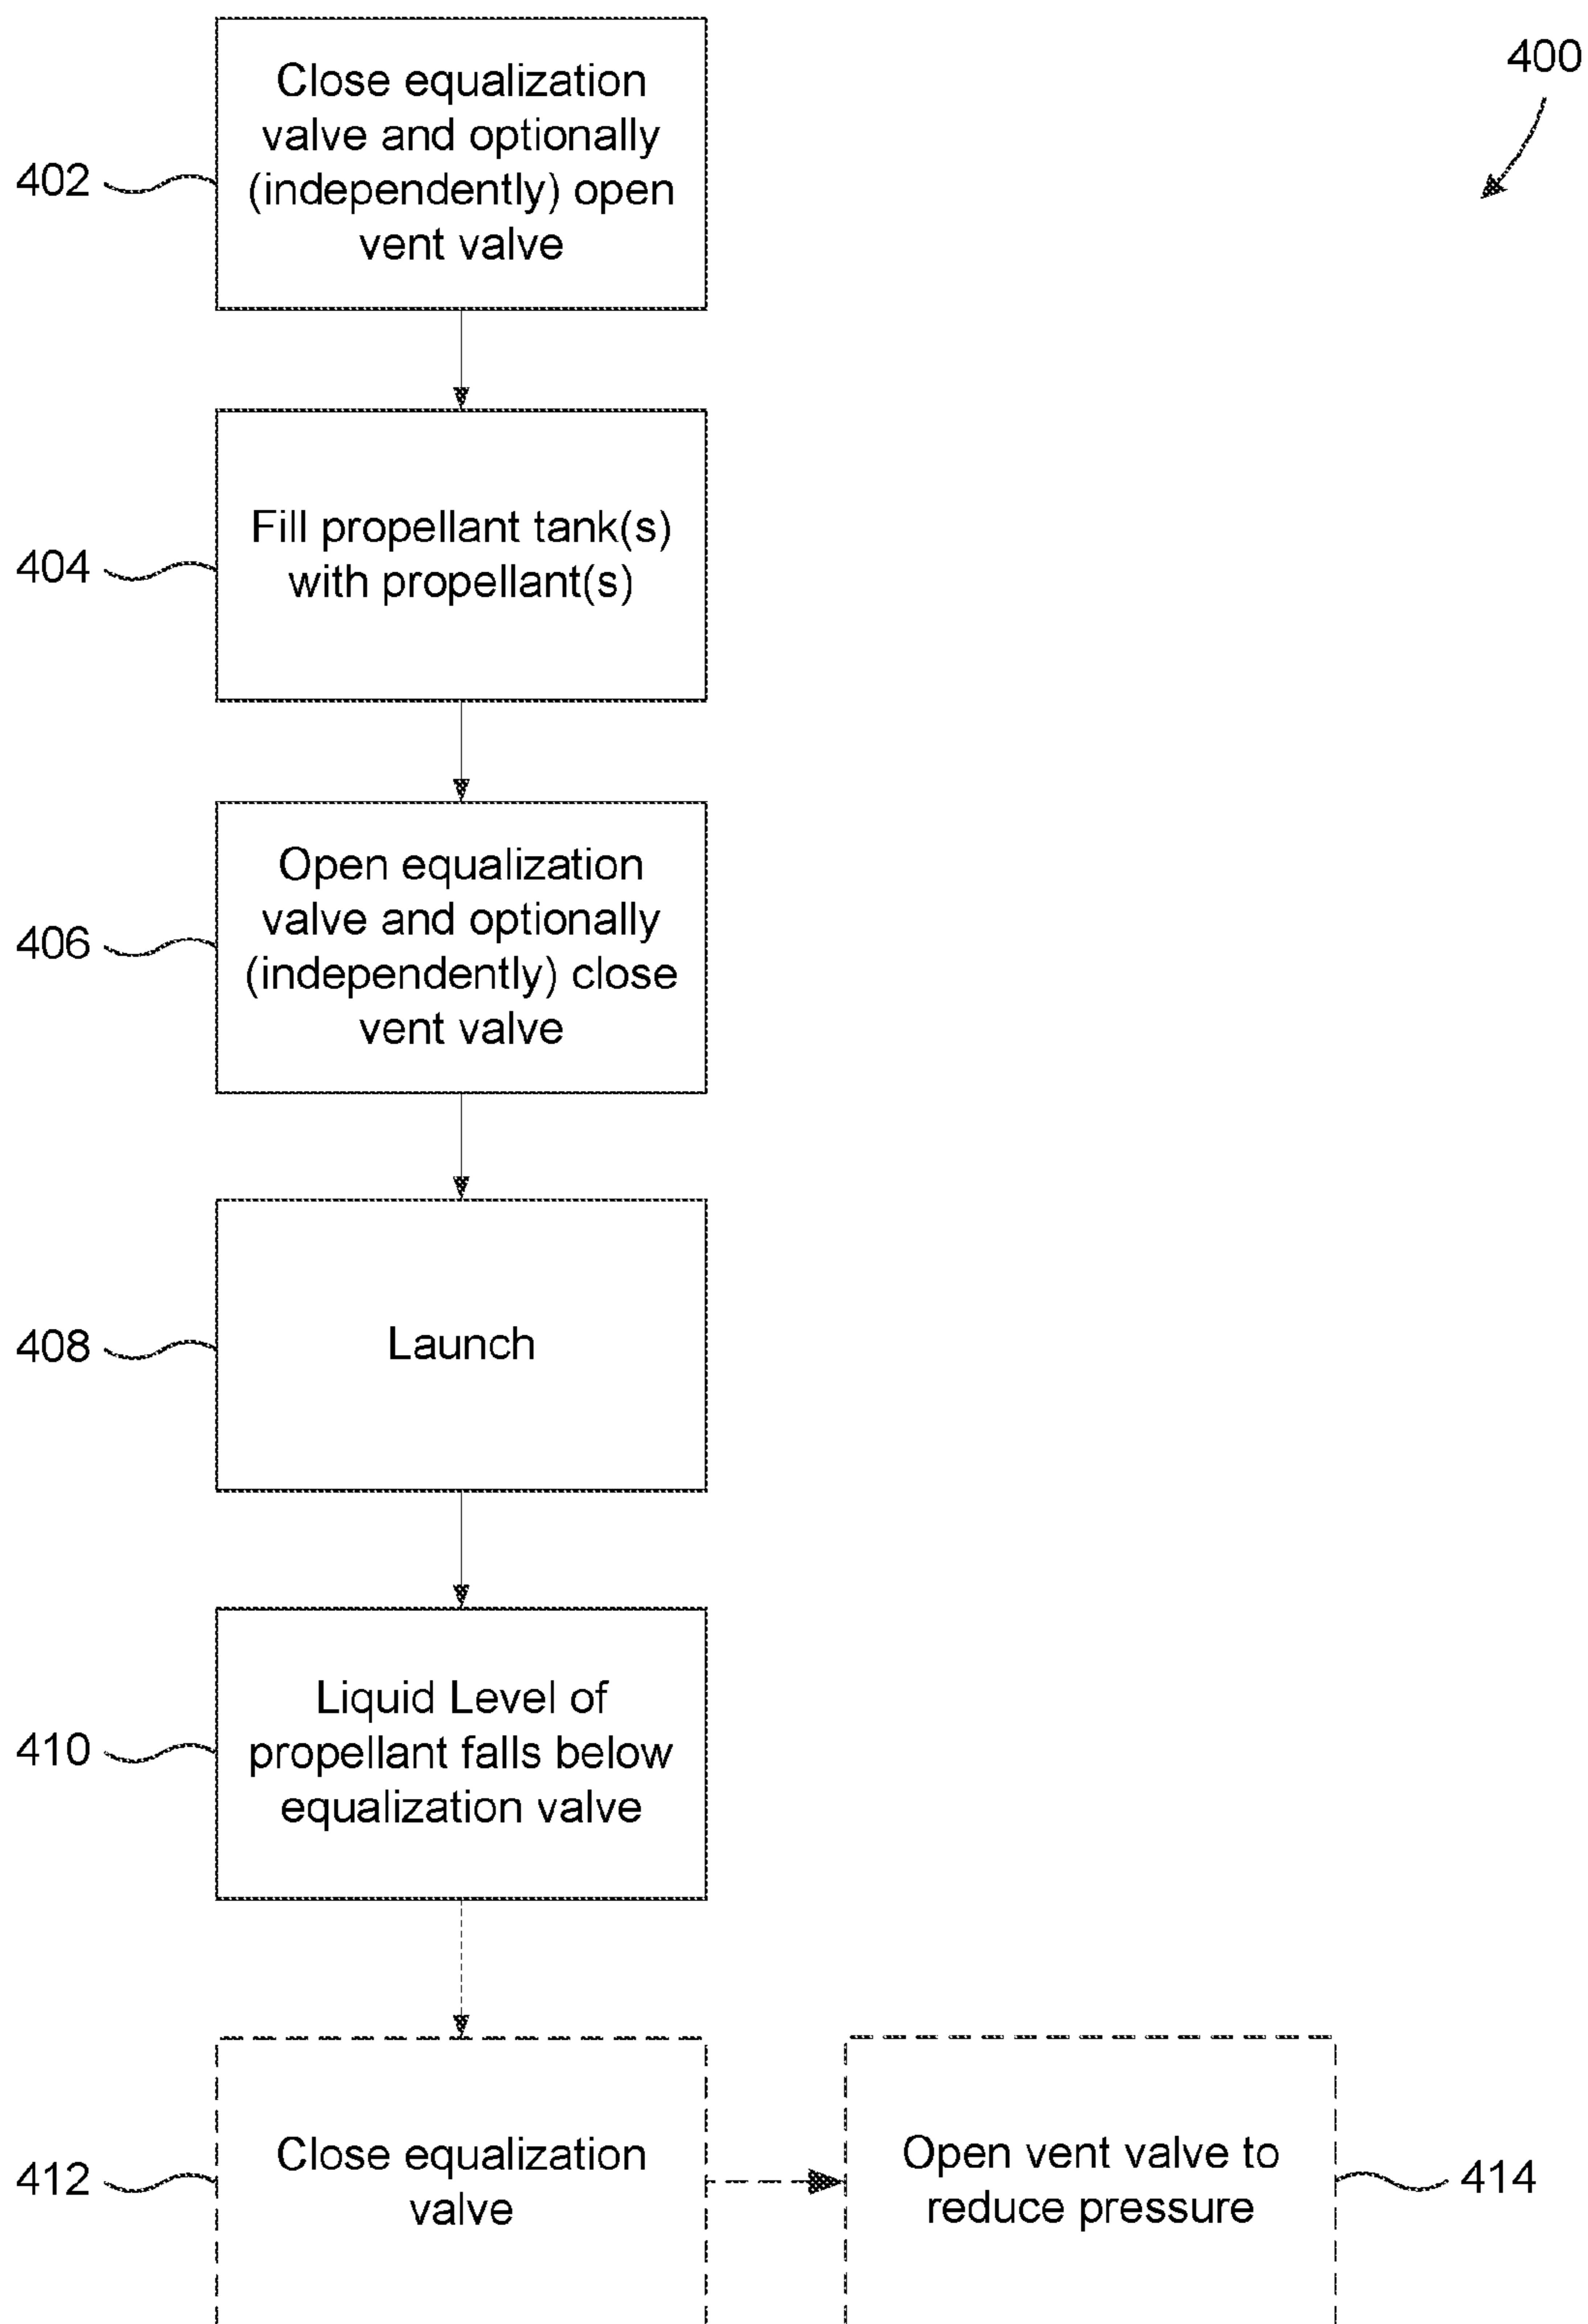 400
Close equalization
valve and optionally
(independently) open
vent valve
402
Fill propellant tank(s)
with propellant(s)
404
Open equalization
valve and optionally
(independently) close
vent valve
406
Launch
408
Liquid Level of
propellant falls below
equalization valve
410
Close equalization
valve
412
Open vent valve to
reduce pressure
414